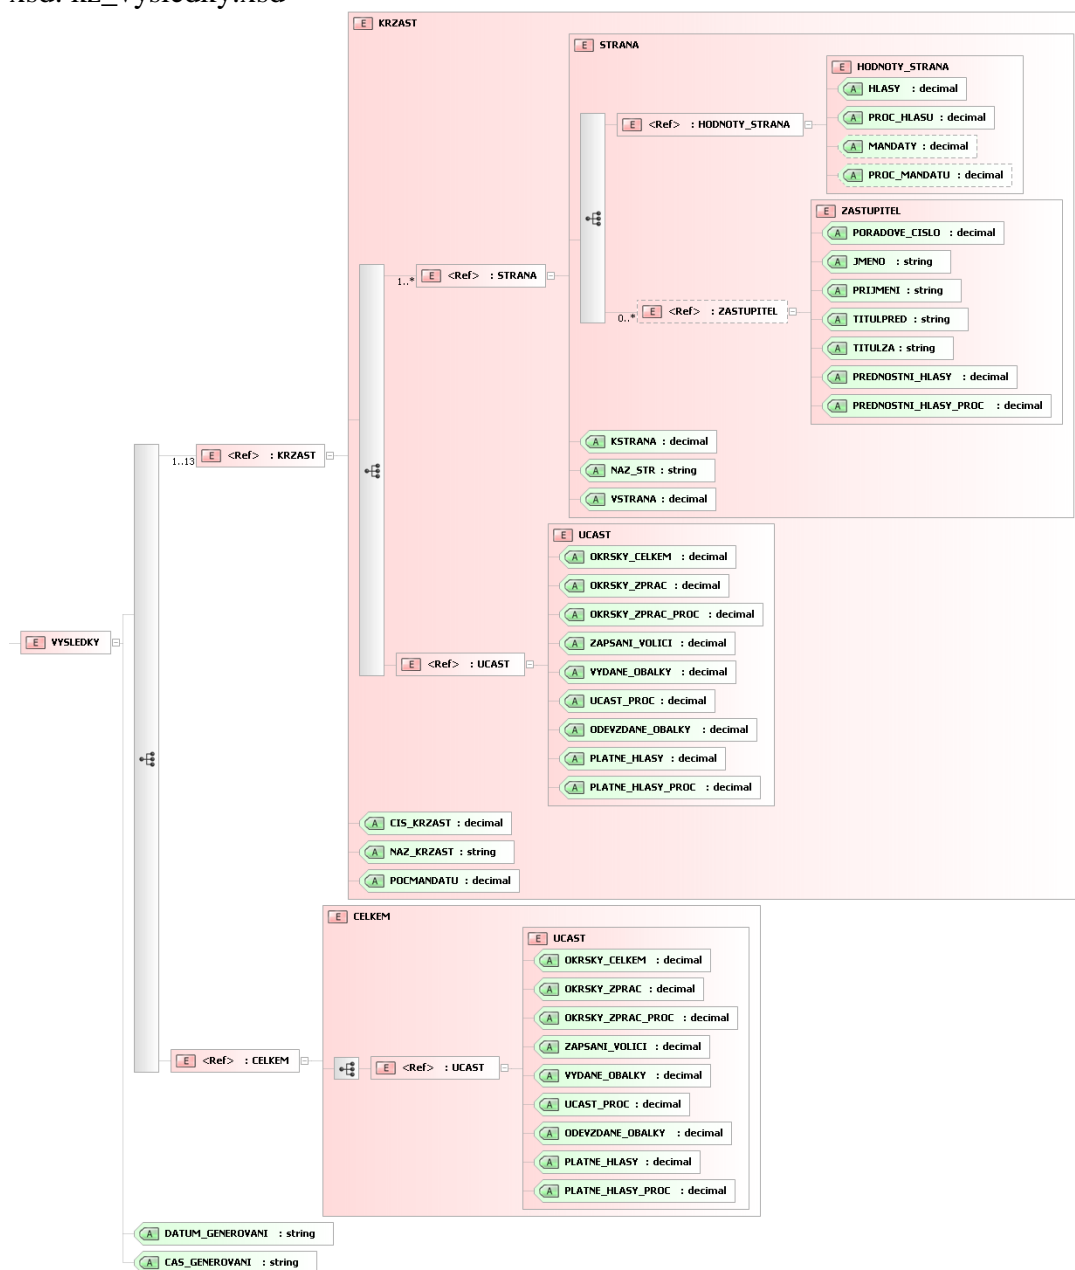 xsd: kz_vysledky.xsd
E KRZAST
E STRANA
E HODNOTY_STRANA
A HLASY : decimal
E <Ref> : HODNOTY_STRANA
A PROC_HLASU : decimal
A MANDATY : decimal
A PROC_MANDATU : decimal
E ZASTUPITEL
A PORADOVE_CISLO : decimal
A JMENO : string
1..* E <Ref> : STRANA
A PRIJMENI : string
0..* E <Ref> : ZASTUPITEL
A TITULPRED : string
A TITULZA : string
A PREDNOSTNI_HLASY : decimal
A PREDNOSTNI_HLASY_PROC : decimal
A KSTRANA : decimal
1..13 E <Ref> : KRZAST
A NAZ_STR : string
A VSTRANA : decimal
E UCAST
A OKRSKY_CELKEM : decimal
A OKRSKY_ZPRAC : decimal
A OKRSKY_ZPRAC_PROC : decimal
E VYSLEDKY
A ZAPSANI_VOLICI : decimal
E <Ref> : UCAST
A VYDANE_OBALKY : decimal
A UCAST_PROC : decimal
A ODEVZDANE_OBALKY : decimal
A PLATNE_HLASY : decimal
A PLATNE_HLASY_PROC : decimal
A CIS_KRZAST : decimal
A NAZ_KRZAST : string
A POCMANDATU : decimal
E CELKEM
E UCAST
A OKRSKY_CELKEM : decimal
A OKRSKY_ZPRAC : decimal
A OKRSKY_ZPRAC_PROC : decimal
A ZAPSANI_VOLICI : decimal
E <Ref> : CELKEM
E <Ref> : UCAST
A VYDANE_OBALKY : decimal
A UCAST_PROC : decimal
A ODEVZDANE_OBALKY : decimal
A PLATNE_HLASY : decimal
A PLATNE_HLASY_PROC : decimal
A DATUM_GENEROVANI : string
A CAS_GENEROVANI : string